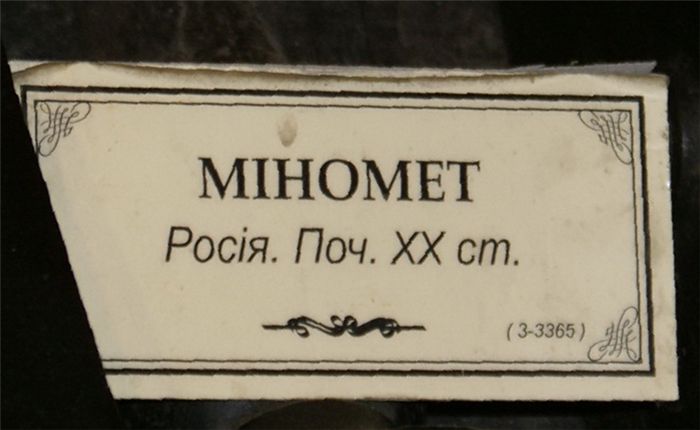 МІНОМЕТ
Росія. Поч. XX ст.
(3-3365)